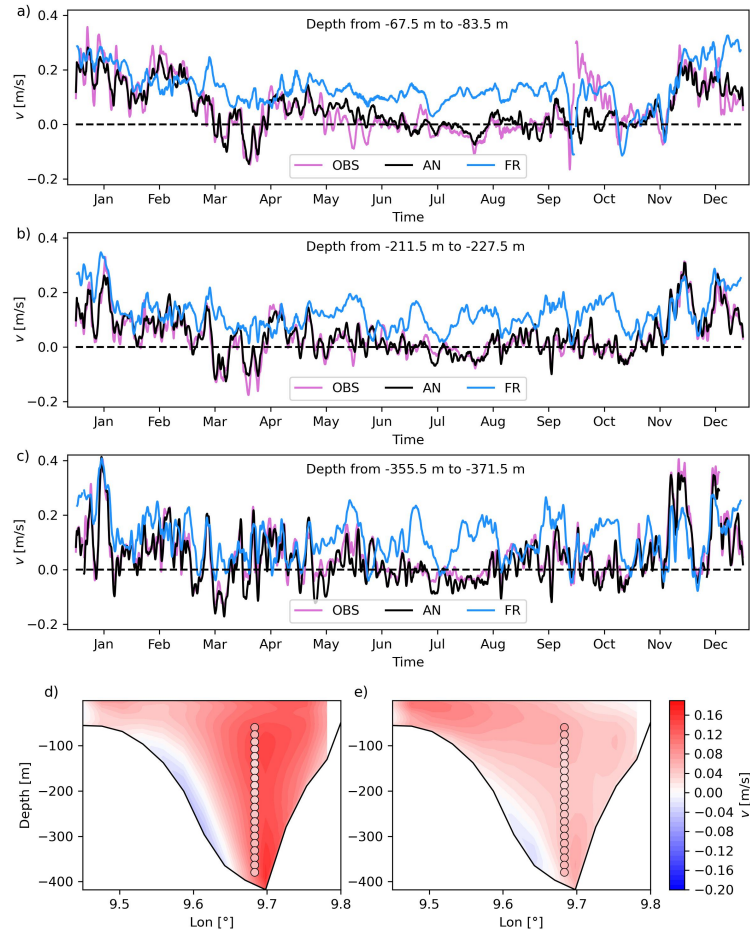 a)
Depth from -67.5 m to -83.5 m
v [m/s]
0.4
0.2
0.0
−0.2
OBS AN FR
Jan Feb Mar Apr May Jun Jun Aug Sep Oct Nov Dec
Time
b)
Depth from -211.5 m to -227.5 m
v [m/s]
0.4
0.2
0.0
−0.2
OBS AN FR
Jan Feb Mar Apr May Jun Jun Aug Sep Oct Nov Dec
Time
c)
Depth from -355.5 m to -371.5 m
v [m/s]
0.4
0.2
0.0
−0.2
OBS AN FR
Jan Feb Mar Apr May Jun Jun Aug Sep Oct Nov Dec
Time
d)
Depth [m]
−100
−200
−300
−400
9.5 9.6 9.7 9.8
Lon [°]
e)
−100
−200
−300
−400
9.5 9.6 9.7 9.8
Lon [°]
0.16
0.12
0.08
0.04
0.00
−0.04
−0.08
−0.12
−0.16
−0.20
v [m/s]